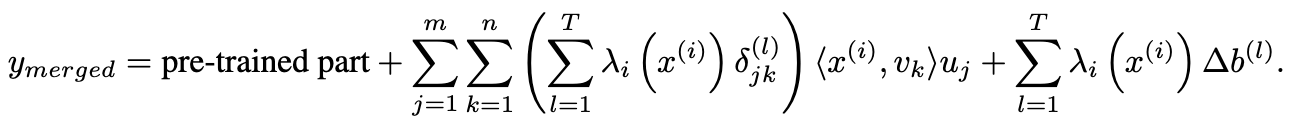 y_{merged} = \text{pre-trained part} + \sum_{j=1}^{m} \sum_{k=1}^{n} \left( \sum_{l=1}^{T} \lambda_i \left( x^{(i)} \right) \delta_{jk}^{(l)} \right) \langle x^{(i)}, v_k \rangle u_j + \sum_{l=1}^{T} \lambda_i \left( x^{(i)} \right) \Delta b^{(l)}.